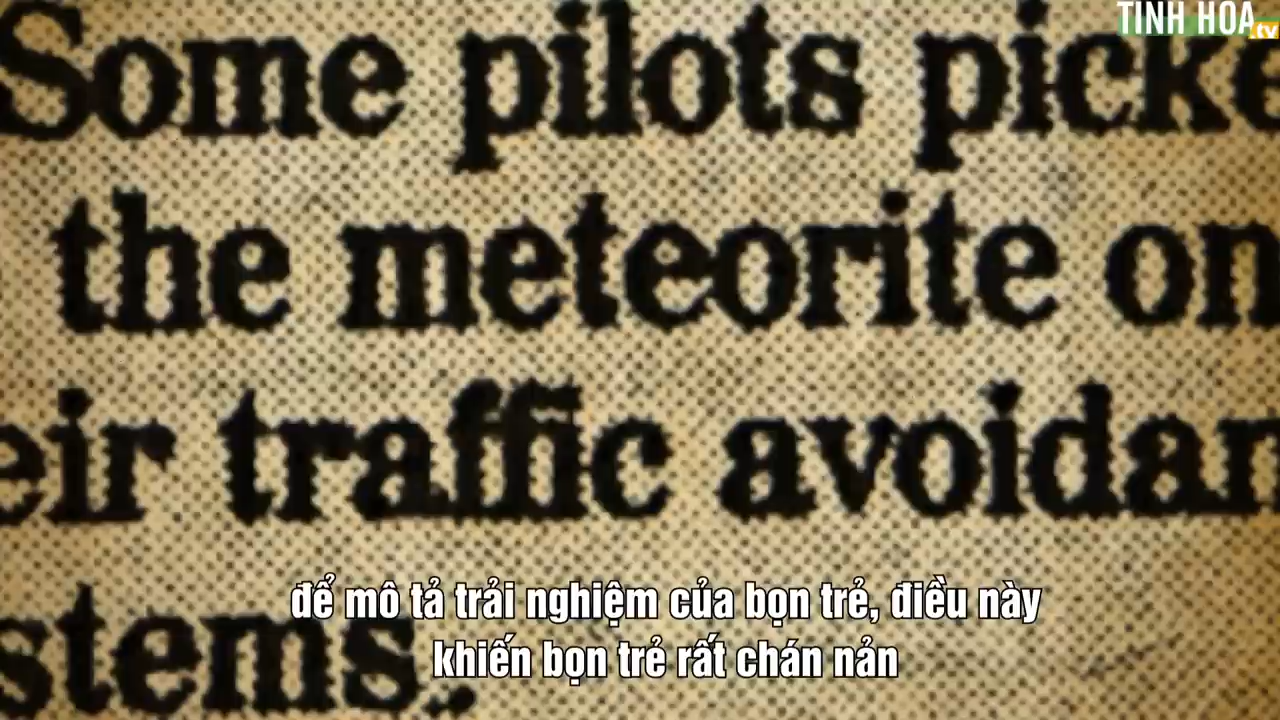 TINH HOA
.tv
Some pilots picke
the meteorite on
eir traffic avoidan
stems.
để mô tả trải nghiệm của bọn trẻ, điều này
khiến bọn trẻ rất chán nản